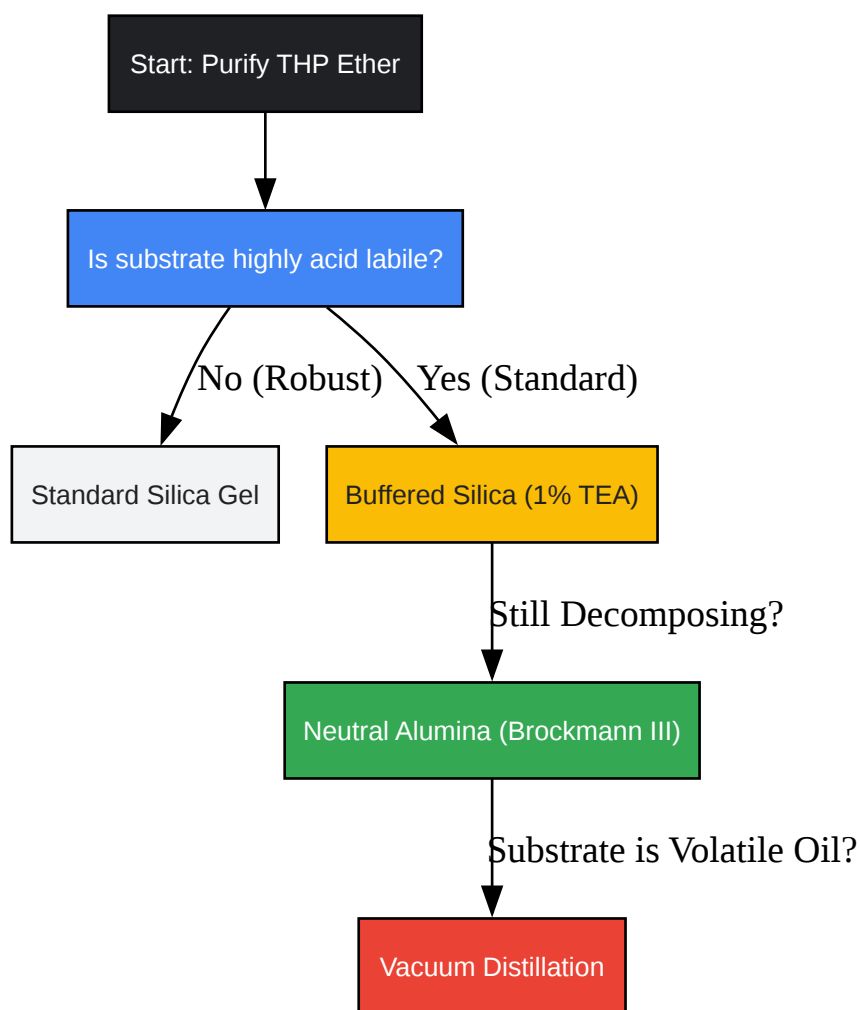 Start: Purify THP Ether
Is substrate highly acid labile?
No (Robust)
Yes (Standard)
Standard Silica Gel
Buffered Silica (1% TEA)
Still Decomposing?
Neutral Alumina (Brockmann III)
Substrate is Volatile Oil?
Vacuum Distillation